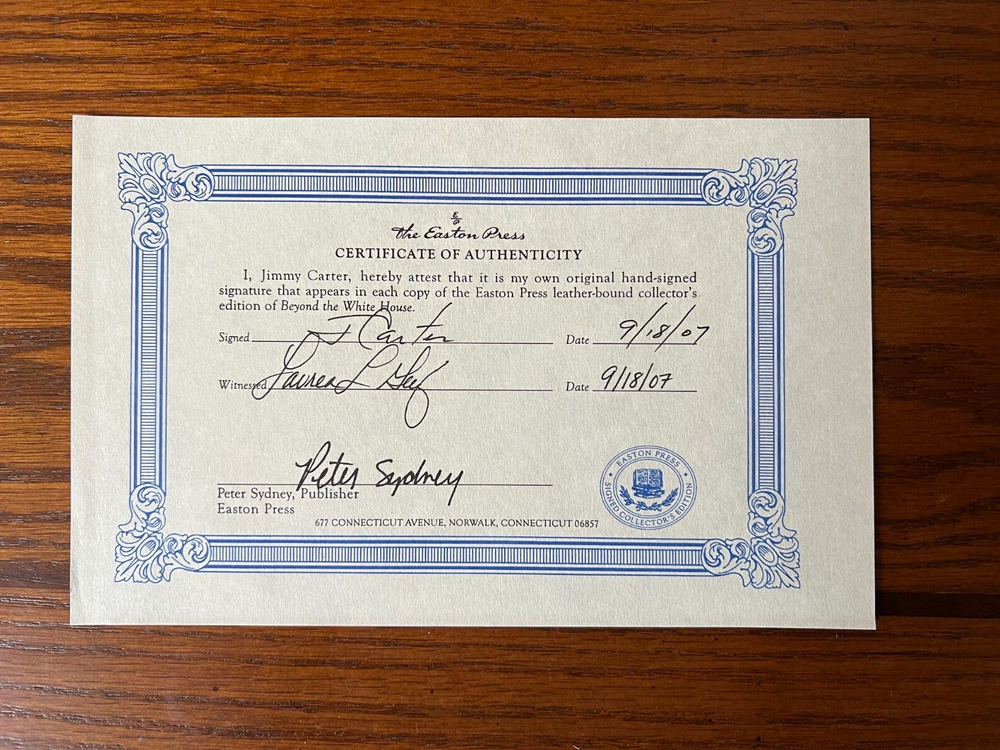 E/P
the Easton Press
CERTIFICATE OF AUTHENTICITY
I, Jimmy Carter, hereby attest that it is my own original hand-signed
signature that appears in each copy of the Easton Press leather-bound collector's
edition of Beyond the White House.
Signed J Carter Date 9/18/07
Witnessed Date 9/18/07
Peter Sydney
Peter Sydney, Publisher
Easton Press
677 CONNECTICUT AVENUE, NORWALK, CONNECTICUT 06857
EASTON PRESS
SIGNED COLLECTOR'S EDITION